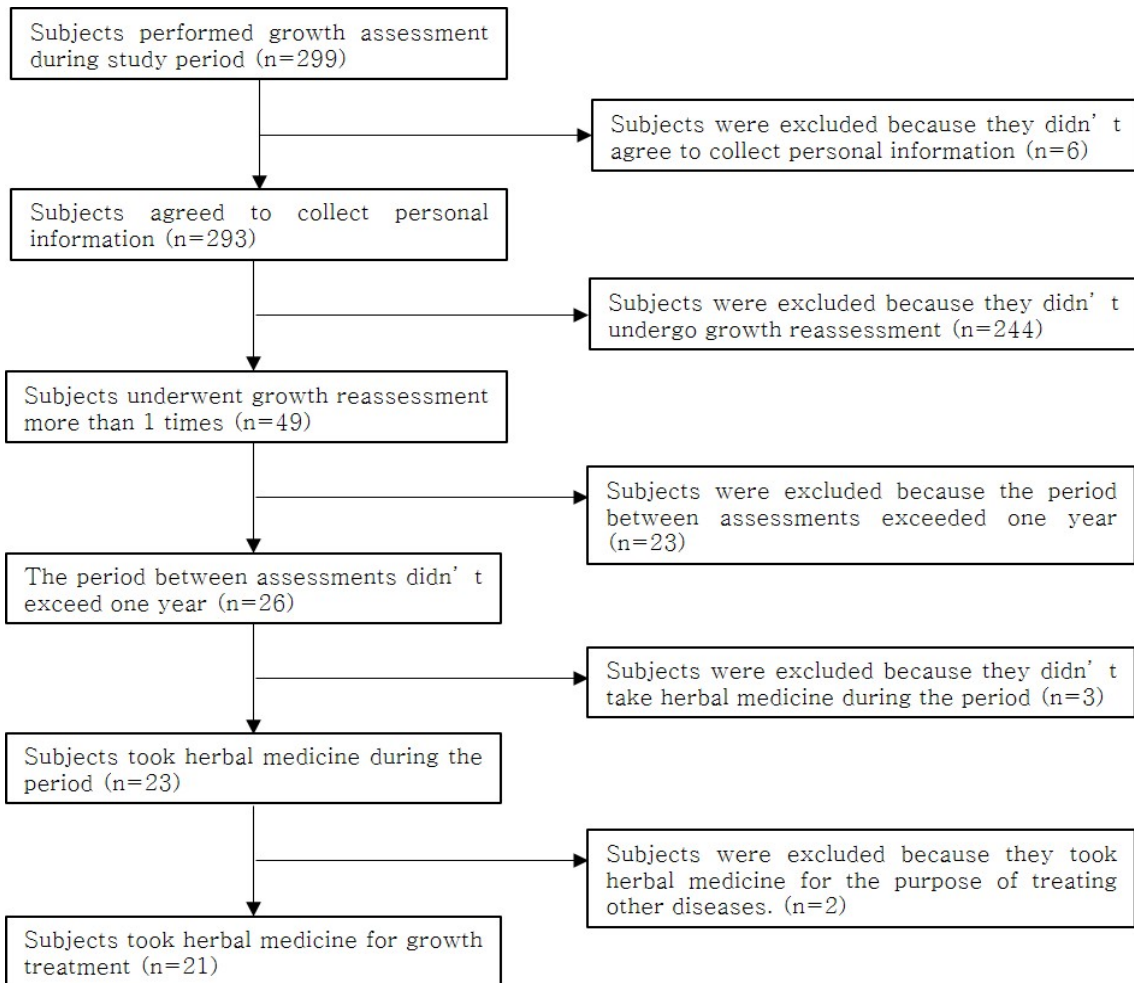 Subjects performed growth assessment
during study period (n=299)
Subjects were excluded because they didn’ t
agree to collect personal information (n=6)
Subjects agreed to collect personal
information (n=293)
Subjects were excluded because they didn’ t
undergo growth reassessment (n=244)
Subjects underwent growth reassessment
more than 1 times (n=49)
Subjects were excluded because the period
between assessments exceeded one year
(n=23)
The period between assessments didn’ t
exceed one year (n=26)
Subjects were excluded because they didn’ t
take herbal medicine during the period (n=3)
Subjects took herbal medicine during the
period (n=23)
Subjects were excluded because they took
herbal medicine for the purpose of treating
other diseases. (n=2)
Subjects took herbal medicine for growth
treatment (n=21)